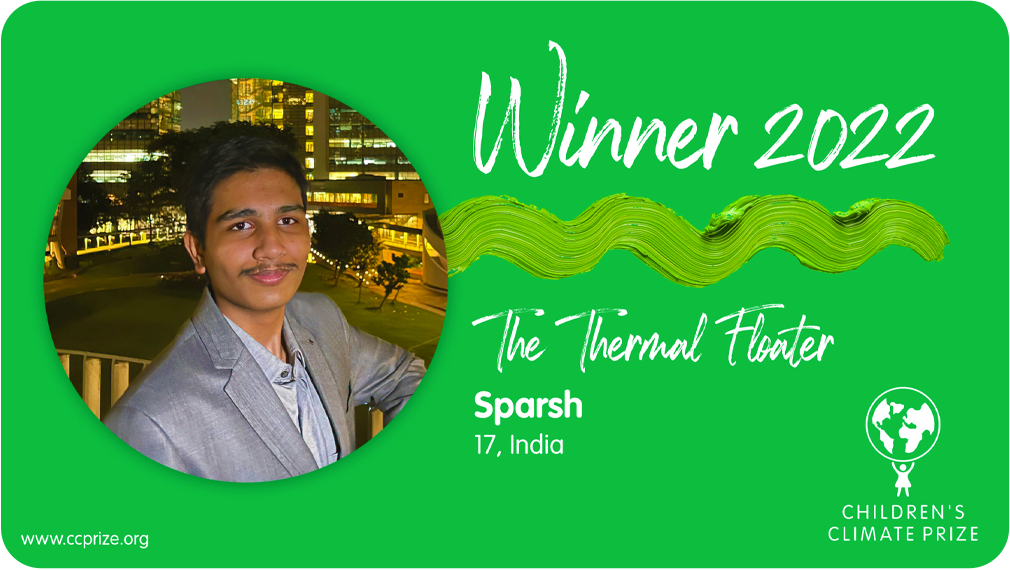 Winner 2022
The Thermal Floater
Sparsh
17, India
CHILDREN'S
CLIMATE PRIZE
www.ccprize.org